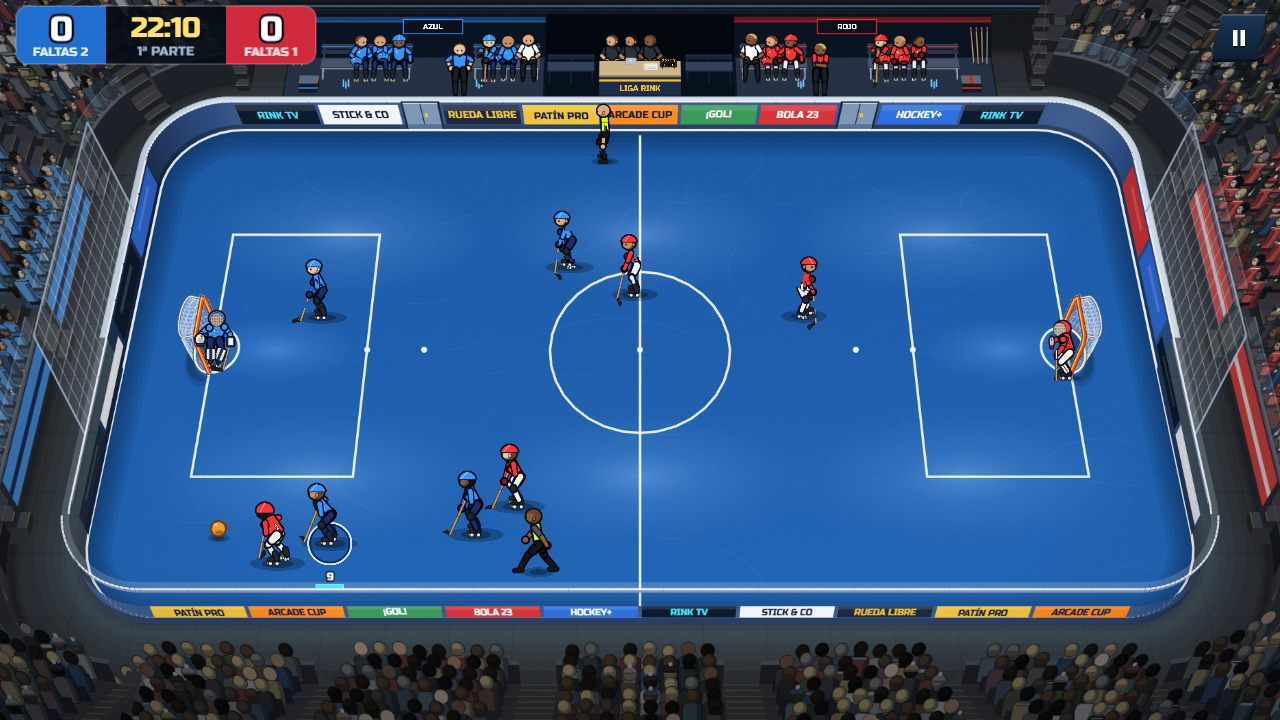 0
FALTAS 2
22:10
1ª PARTE
0
FALTAS 1
AZUL
ROJO
LIGA RINK
RINK TV
STICK & CO
RUEDA LIBRE
PATÍN PRO
ARCADE CUP
¡GOL!
BOLA 23
HOCKEY+
RINK TV
9
PATÍN PRO
ARCADE CUP
¡GOL!
BOLA 23
HOCKEY+
RINK TV
STICK & CO
RUEDA LIBRE
PATÍN PRO
ARCADE CUP